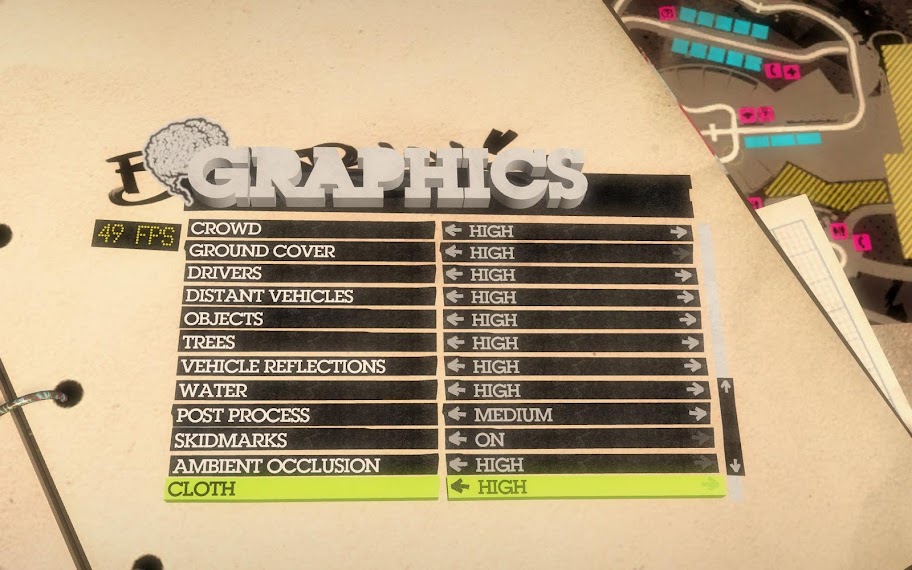 GRAPHICS
49 FPS
CROWD HIGH
GROUND COVER HIGH
DRIVERS HIGH
DISTANT VEHICLES HIGH
OBJECTS HIGH
TREES HIGH
VEHICLE REFLECTIONS HIGH
WATER HIGH
POST PROCESS MEDIUM
SKIDMARKS ON
AMBIENT OCCLUSION HIGH
CLOTH HIGH